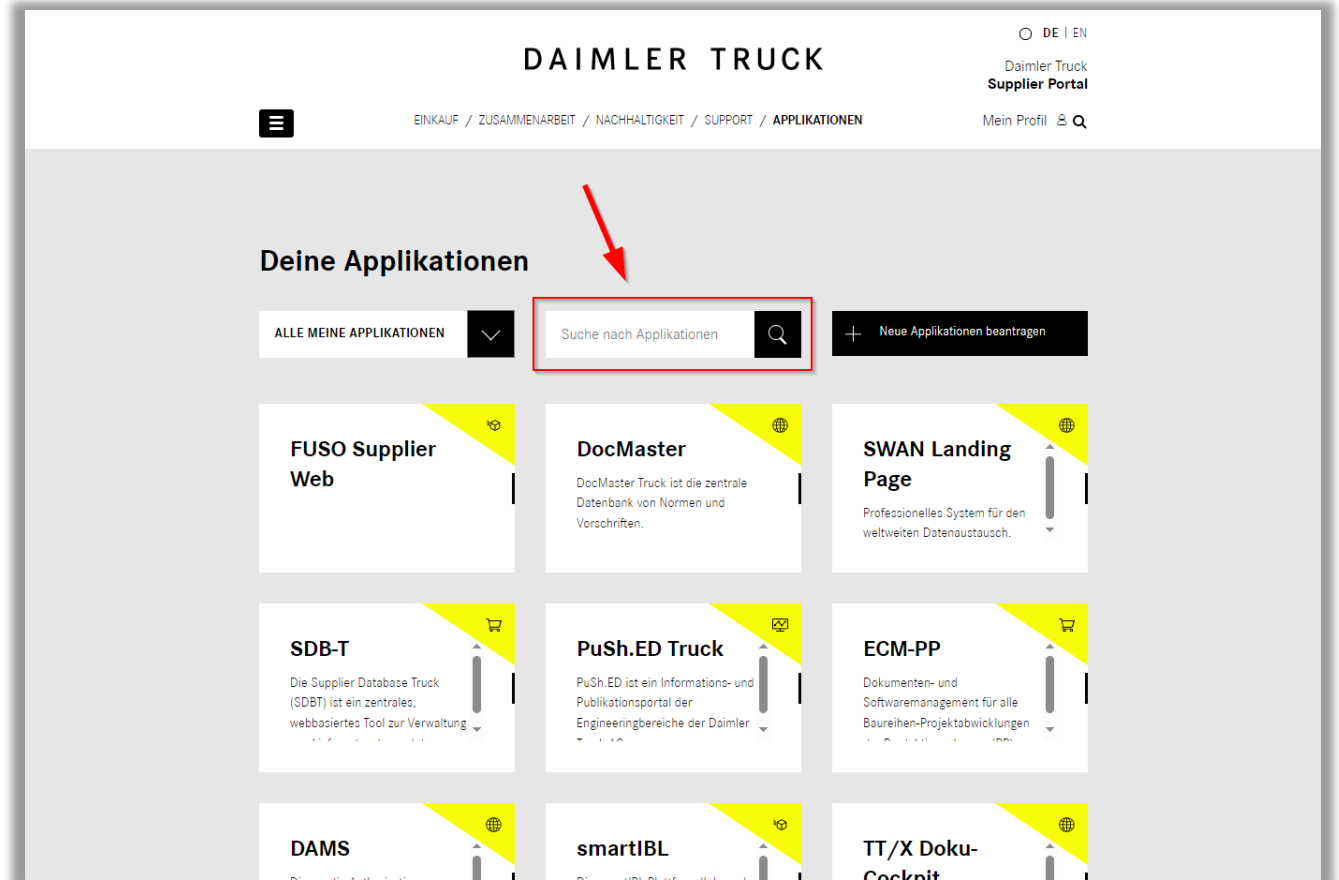 DE | EN
DAIMLER TRUCK
Daimler Truck
Supplier Portal
EINKAUF / ZUSAMMENARBEIT / NACHHALTIGKEIT / SUPPORT / APPLIKATIONEN
Mein Profil
Deine Applikationen
ALLE MEINE APPLIKATIONEN
Suche nach Applikationen
Neue Applikationen beantragen
FUSO Supplier
Web
DocMaster
DocMaster Truck ist die zentrale
Datenbank von Normen und
Vorschriften.
SWAN Landing
Page
Professionelles System für den
weltweiten Datenaustausch.
SDB-T
Die Supplier Database Truck
(SDBT) ist ein zentrales,
webbasiertes Tool zur Verwaltung
PuSh.ED Truck
PuSh.ED ist ein Informations- und
Publikationsportal der
Engineeringbereiche der Daimler
ECM-PP
Dokumenten- und
Softwaremanagement für alle
Baureihen-Projektabwicklungen
DAMS
smartIBL
TT/X Doku-
Cockpit